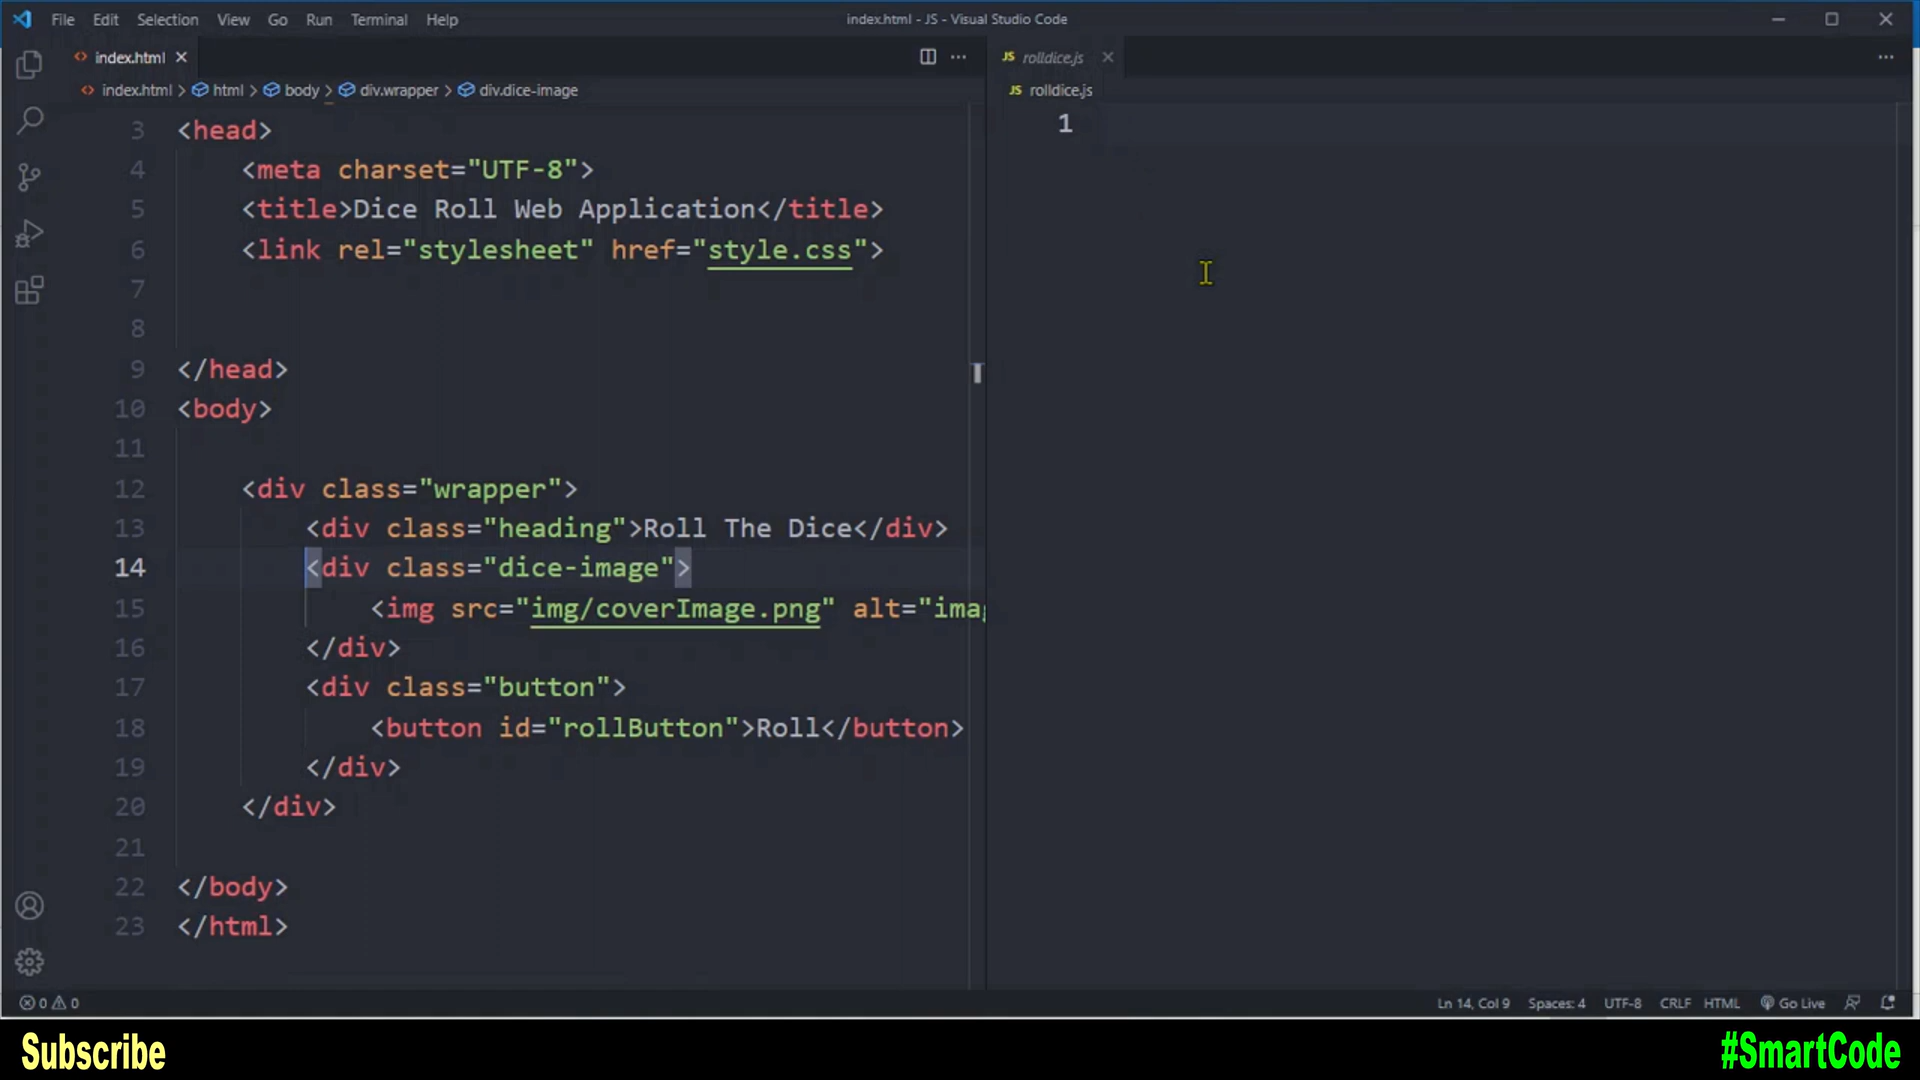 File Edit Selection View Go Run Terminal Help
index.html - JS - Visual Studio Code
index.html
index.html > html > body > div.wrapper > div.dice-image
3 <head>
4 <meta charset="UTF-8">
5 <title>Dice Roll Web Application</title>
6 <link rel="stylesheet" href="style.css">
7
8
9 </head>
10 <body>
11
12 <div class="wrapper">
13 <div class="heading">Roll The Dice</div>
14 <div class="dice-image">
15 <img src="img/coverImage.png" alt="imag
16 </div>
17 <div class="button">
18 <button id="rollButton">Roll</button>
19 </div>
20 </div>
21
22 </body>
23 </html>
JS rolldice.js
JS rolldice.js
1
0 0 Ln 14, Col 9 Spaces: 4 UTF-8 CRLF HTML Go Live
Subscribe
#SmartCode